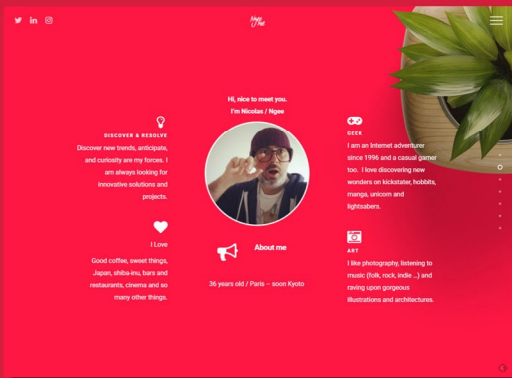 Hi, nice to meet you.
I'm Nicolas / Ngee
DISCOVER & RESOLVE
Discover new trends, anticipate,
and curiosity are my forces. I
am always looking for
innovative solutions and
projects.
I Love
Good coffee, sweet things,
Japan, shiba-inu, bars and
restaurants, cinema and so
many other things.
About me
36 years old / Paris – soon Kyoto
GEEK
I am an Internet adventurer
since 1996 and a casual gamer
too. I love discovering new
wonders on kickstater, hobbits,
mangs, unicorn and
lightsabers.
ART
I like photography, listening to
music (folk, rock, indie ...) and
raving upon gorgeous
illustrations and architectures.